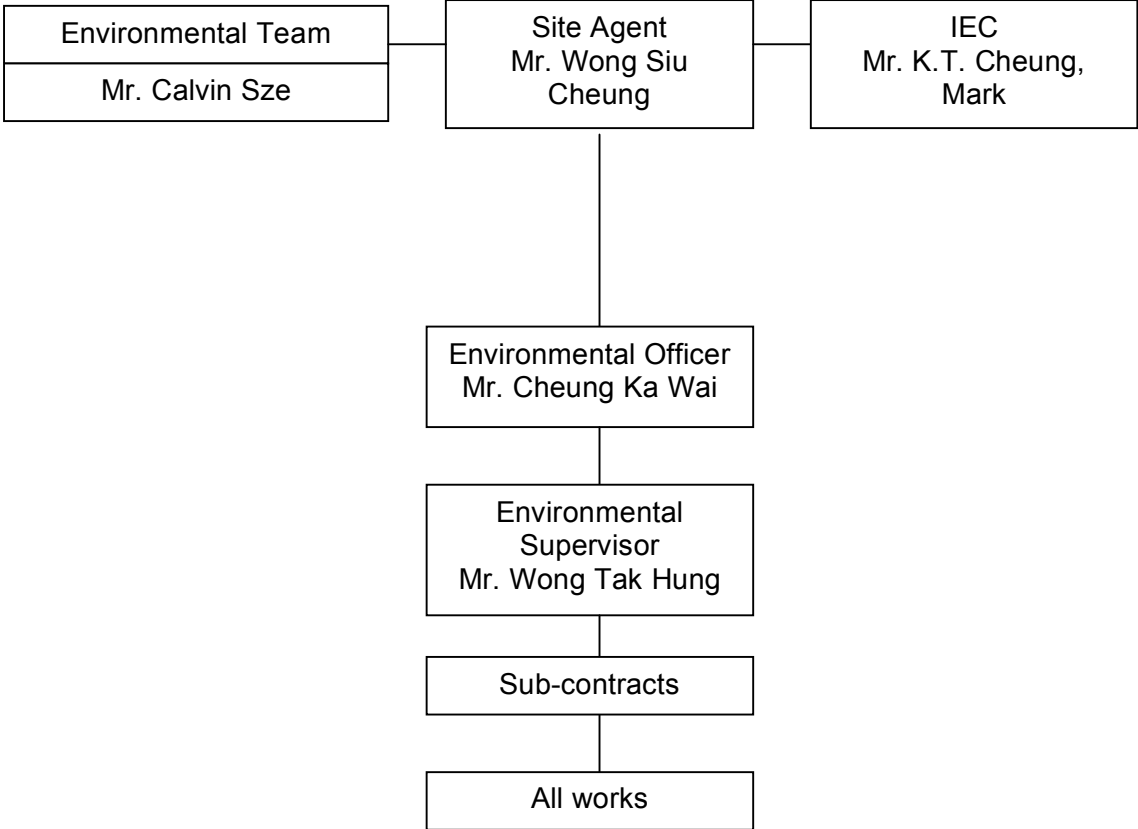 Environmental Team
Mr. Calvin Sze
Site Agent
Mr. Wong Siu
Cheung
IEC
Mr. K.T. Cheung,
Mark
Environmental Officer
Mr. Cheung Ka Wai
Environmental
Supervisor
Mr. Wong Tak Hung
Sub-contracts
All works